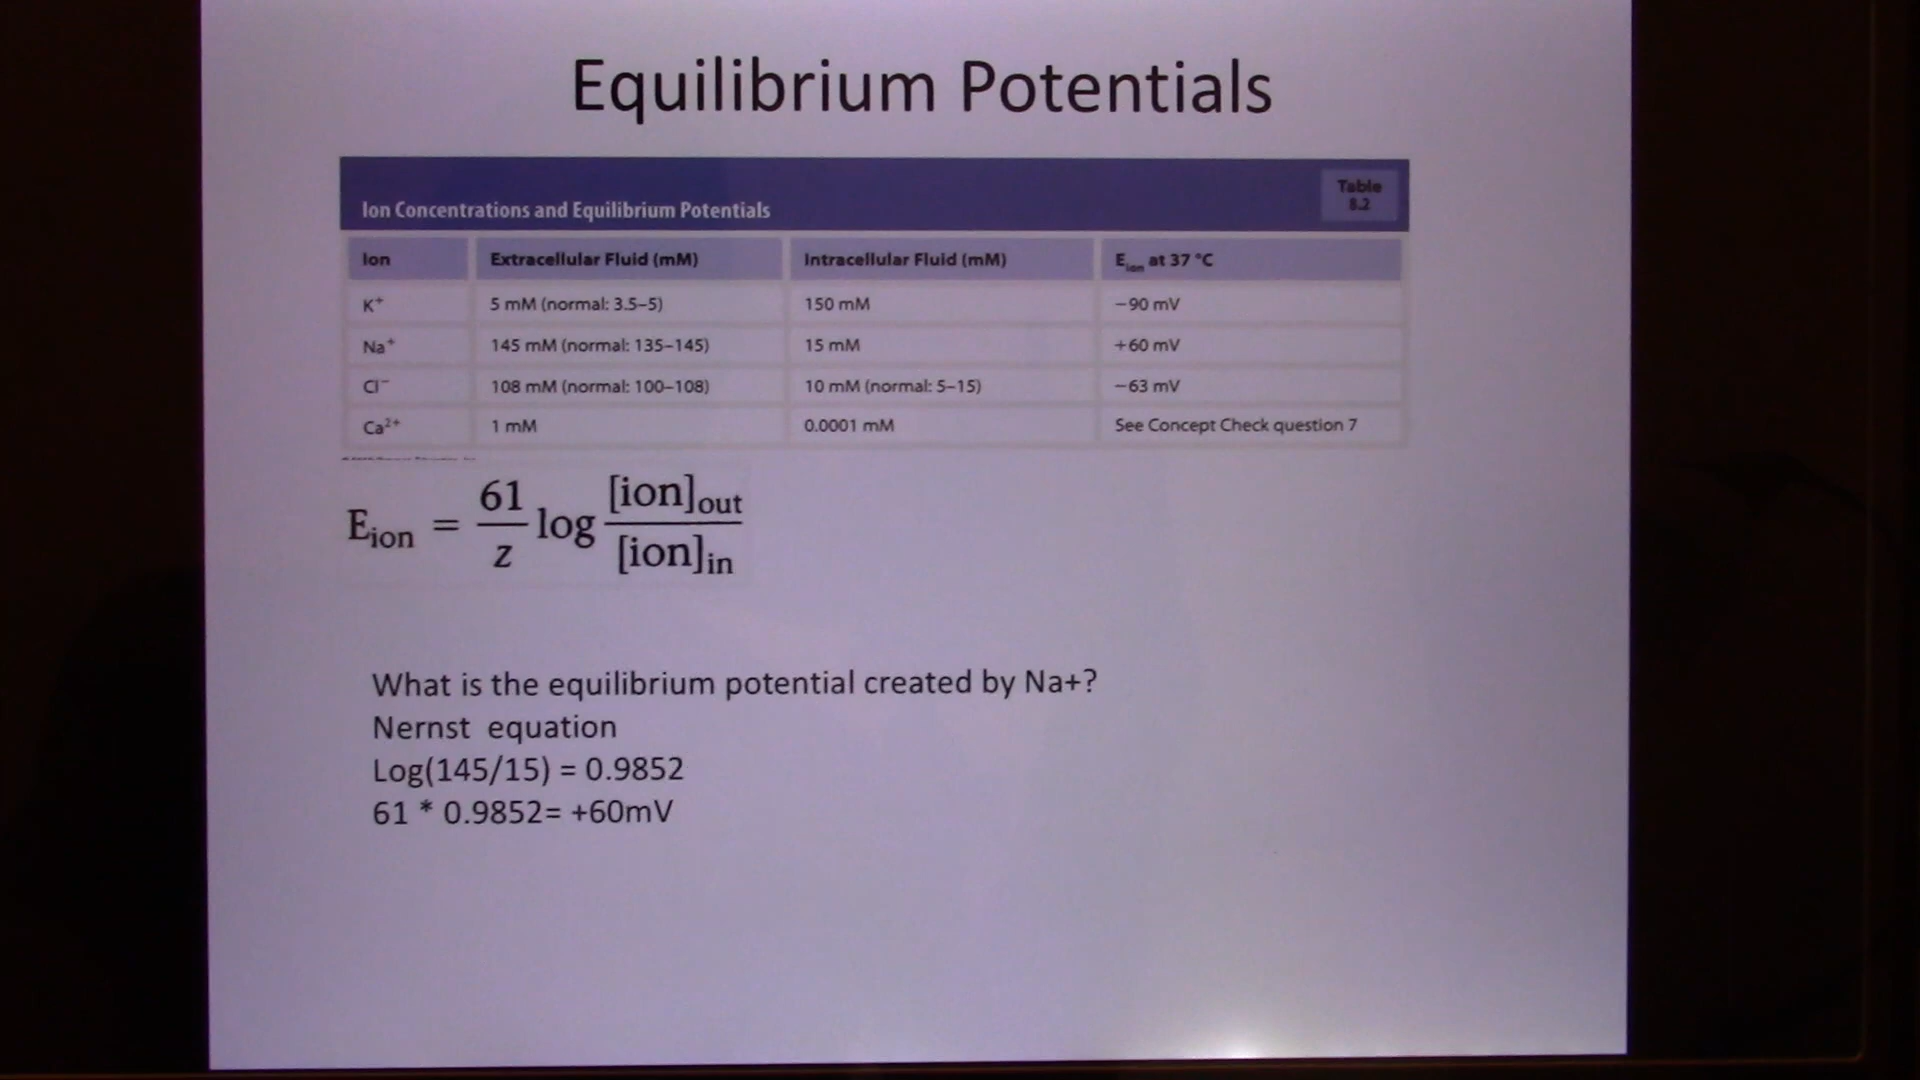 Equilibrium Potentials
Table
8.2
Ion Concentrations and Equilibrium Potentials
Ion Extracellular Fluid (mM) Intracellular Fluid (mM) Eion at 37 °C
K⁺ 5 mM (normal: 3.5–5) 150 mM −90 mV
Na⁺ 145 mM (normal: 135–145) 15 mM +60 mV
Cl⁻ 108 mM (normal: 100–108) 10 mM (normal: 5–15) −63 mV
Ca²⁺ 1 mM 0.0001 mM See Concept Check question 7
Eion = 61/z log [ion]out/[ion]in
What is the equilibrium potential created by Na+?
Nernst equation
Log(145/15) = 0.9852
61 * 0.9852= +60mV